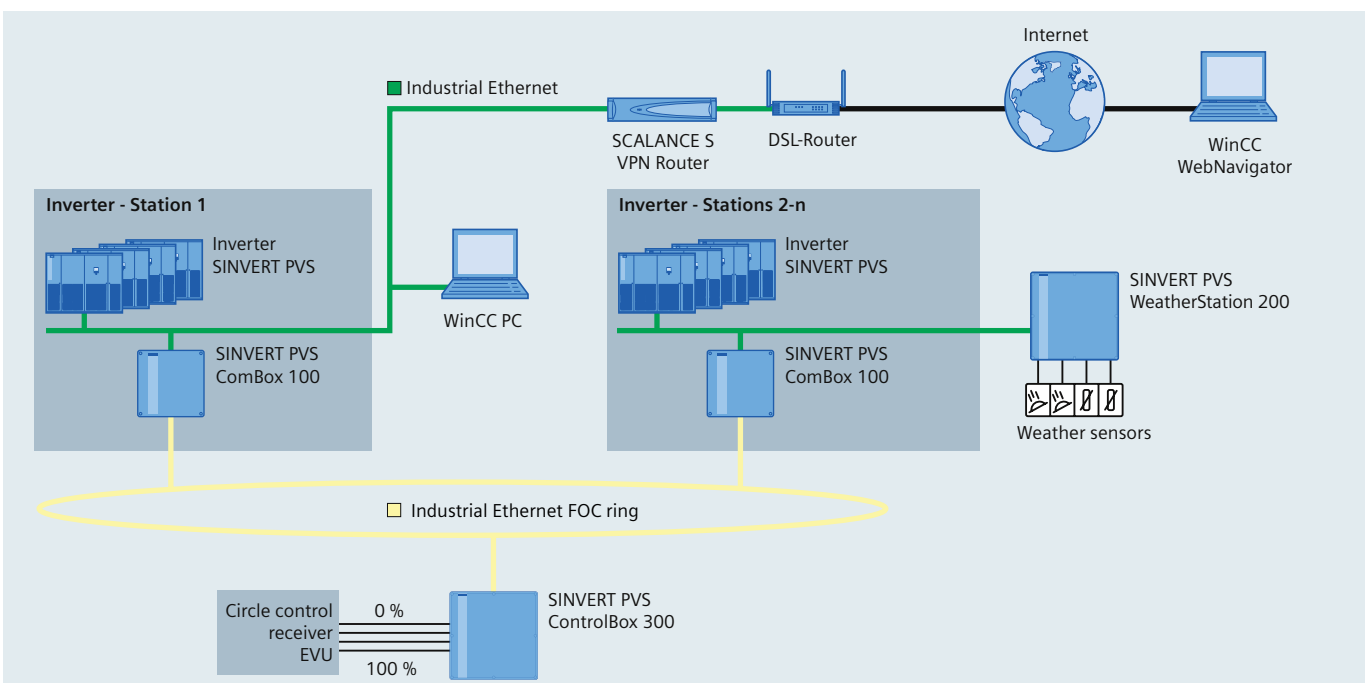 Internet
Industrial Ethernet
SCALANCE S
VPN Router
DSL-Router
WinCC
WebNavigator
Inverter - Station 1
Inverter
SINVERT PVS
WinCC PC
SINVERT PVS
ComBox 100
Inverter - Stations 2-n
Inverter
SINVERT PVS
SINVERT PVS
ComBox 100
SINVERT PVS
WeatherStation 200
Weather sensors
Industrial Ethernet FOC ring
Circle control
receiver
EVU
0 %
100 %
SINVERT PVS
ControlBox 300